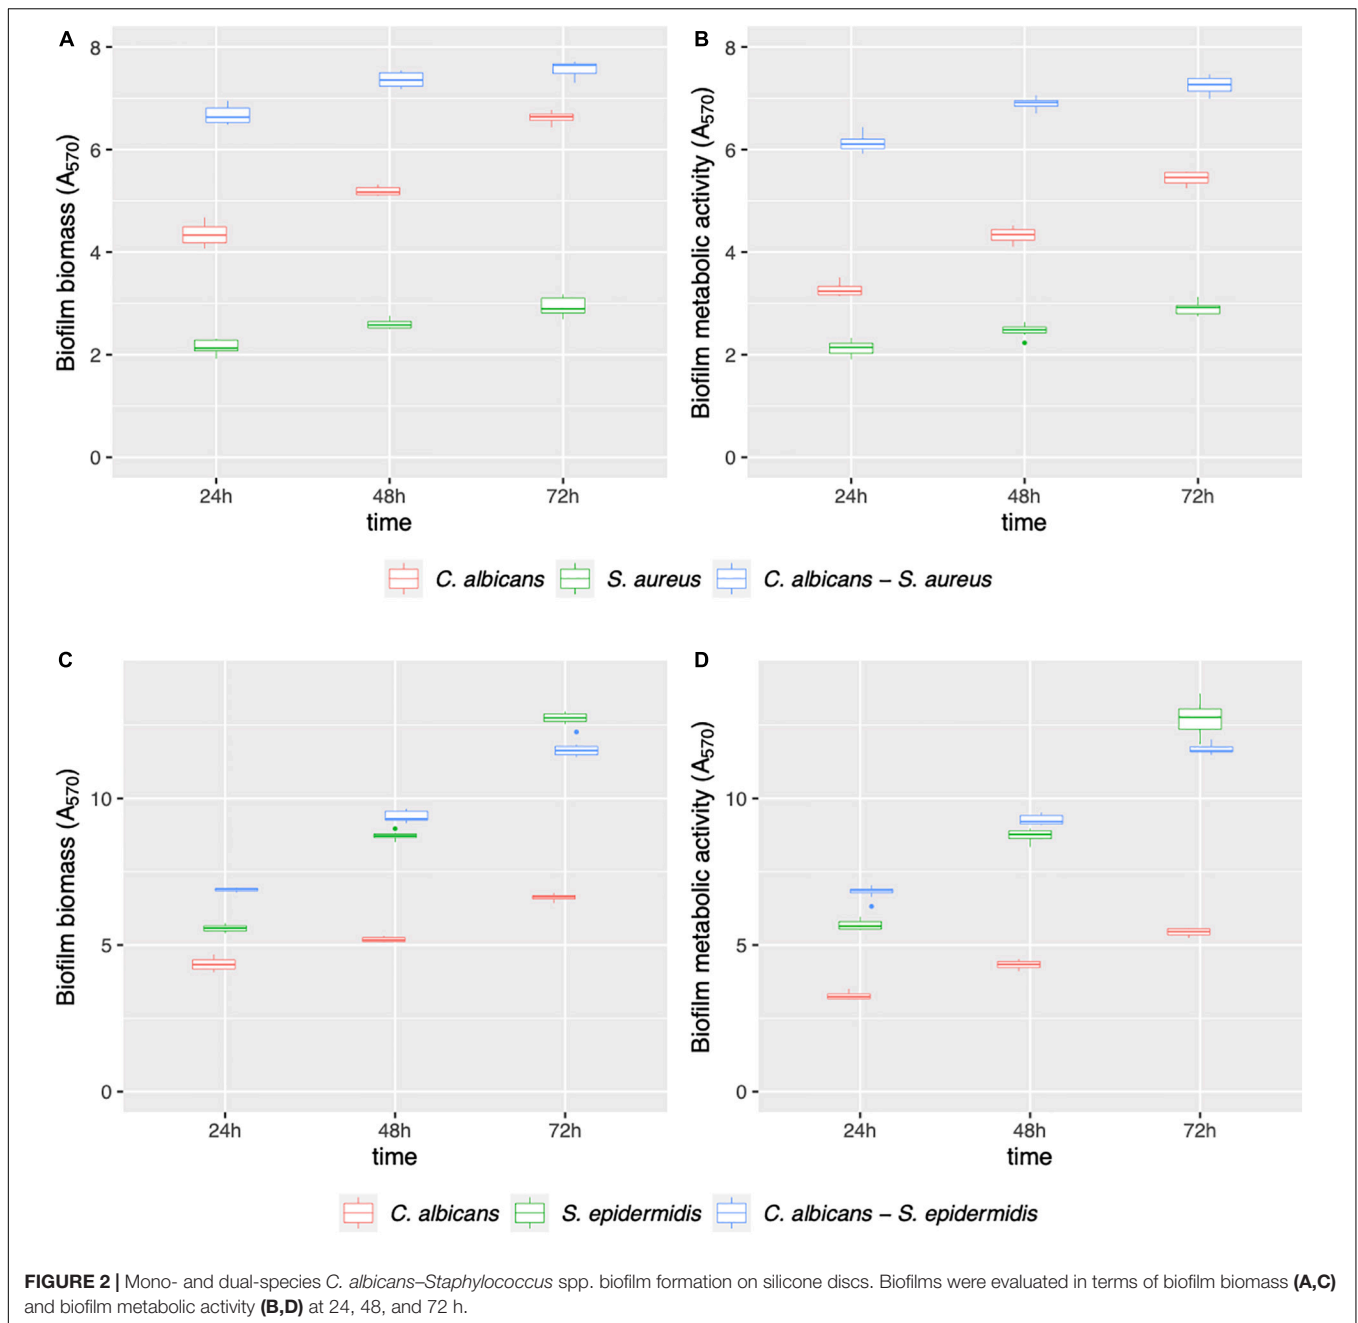 A
8
6
4
2
0
Biofilm biomass (A570)
24h 48h 72h
time
B
8
6
4
2
0
Biofilm metabolic activity (A570)
24h 48h 72h
time
C. albicans S. aureus C. albicans – S. aureus
C
10
5
0
Biofilm biomass (A570)
24h 48h 72h
time
D
10
5
0
Biofilm metabolic activity (A570)
24h 48h 72h
time
C. albicans S. epidermidis C. albicans – S. epidermidis
FIGURE 2 | Mono- and dual-species C. albicans–Staphylococcus spp. biofilm formation on silicone discs. Biofilms were evaluated in terms of biofilm biomass (A,C)
and biofilm metabolic activity (B,D) at 24, 48, and 72 h.